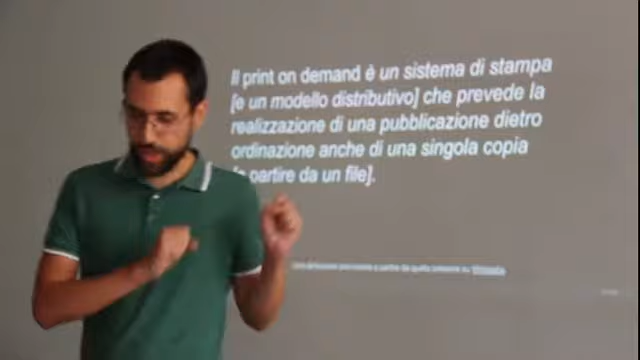 Il print on demand è un sistema di stampa
[e un modello distributivo] che prevede la
realizzazione di una pubblicazione dietro
ordinazione anche di una singola copia
[a partire da un file].